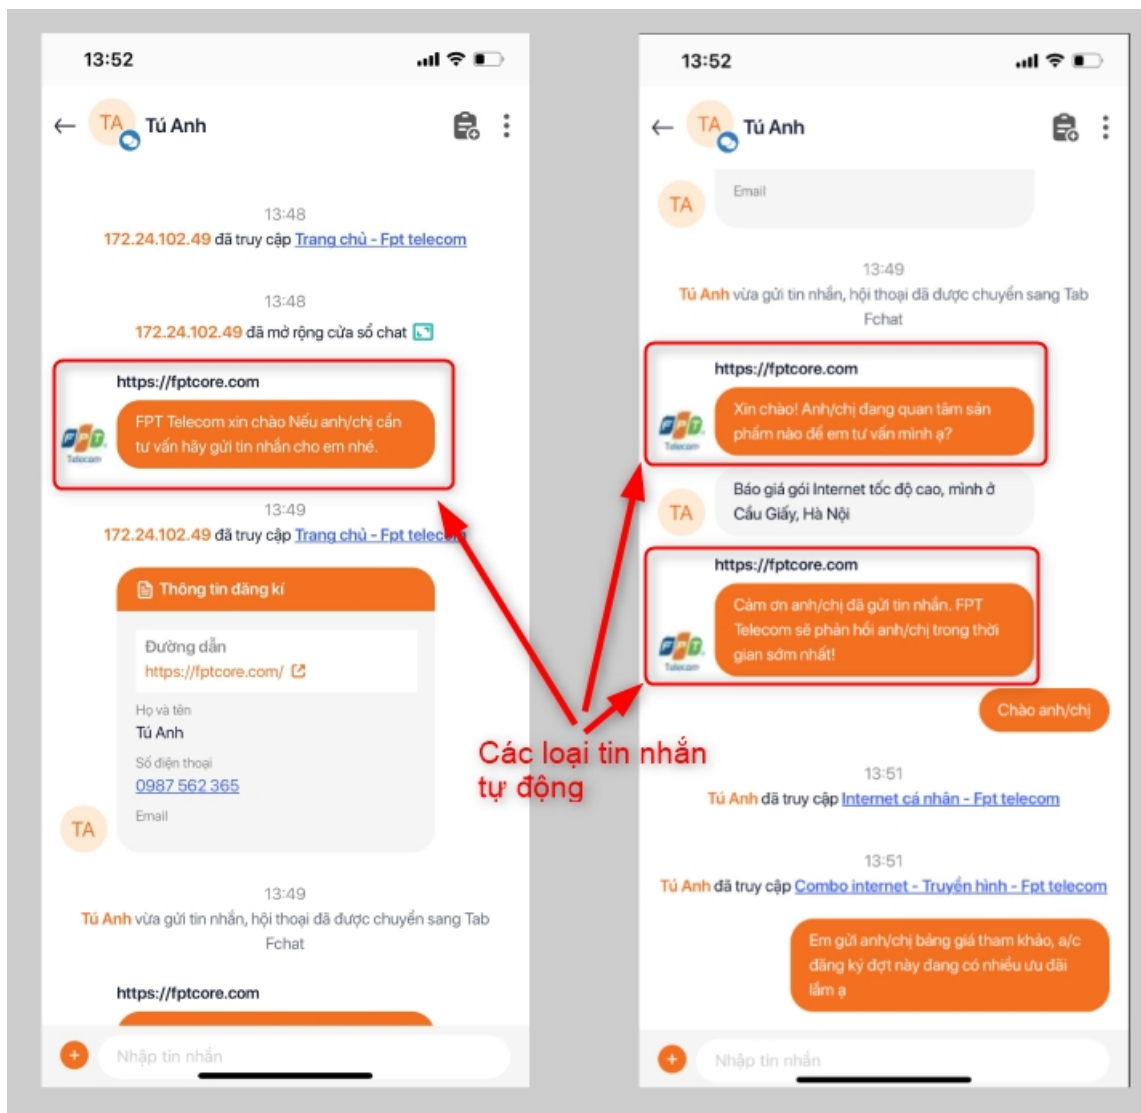 13:52
TA
Tú Anh
13:48
172.24.102.49 đã truy cập Trang chủ - Fpt telecom
13:48
172.24.102.49 đã mở rộng cửa sổ chat
https://fptcore.com
FPT Telecom xin chào Nếu anh/chị cần
tư vấn hãy gửi tin nhắn cho em nhé.
FPT.
Telecom
13:49
172.24.102.49 đã truy cập Trang chủ - Fpt telecom
Thông tin đăng kí
Đường dẫn
https://fptcore.com/
Họ và tên
Tú Anh
Số điện thoại
0987 562 365
Email
TA
13:49
Tú Anh vừa gửi tin nhắn, hội thoại đã được chuyển sang Tab
Fchat
https://fptcore.com
Nhập tin nhắn
Các loại tin nhắn
tự động
13:52
TA
Tú Anh
Email
TA
13:49
Tú Anh vừa gửi tin nhắn, hội thoại đã được chuyển sang Tab
Fchat
https://fptcore.com
Xin chào! Anh/chị đang quan tâm sản
phẩm nào để em tư vấn mình ạ?
FPT.
Telecom
Báo giá gói Internet tốc độ cao, mình ở
Cầu Giấy, Hà Nội
TA
https://fptcore.com
Cảm ơn anh/chị đã gửi tin nhắn. FPT
Telecom sẽ phản hồi anh/chị trong thời
gian sớm nhất!
FPT.
Telecom
Chào anh/chị
13:51
Tú Anh đã truy cập Internet cá nhân - Fpt telecom
13:51
Tú Anh đã truy cập Combo internet - Truyền hình - Fpt telecom
Em gửi anh/chị bảng giá tham khảo, a/c
đăng ký đợt này đang có nhiều ưu đãi
lắm ạ
Nhập tin nhắn